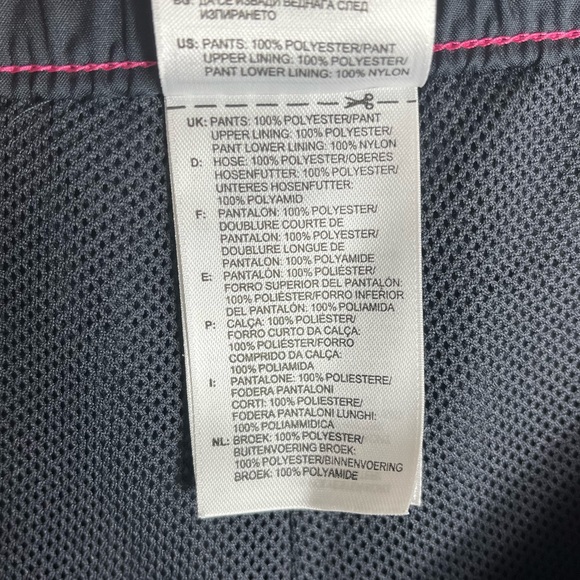 BG: ДА СЕ ИЗВАДИ ВЕДНАГА СЛЕД
ИЗПИРАНЕТО
US: PANTS: 100% POLYESTER/PANT
UPPER LINING: 100% POLYESTER/
PANT LOWER LINING: 100% NYLON
UK: PANTS: 100% POLYESTER/PANT
UPPER LINING: 100% POLYESTER/
PANT LOWER LINING: 100% NYLON
D: HOSE: 100% POLYESTER/OBERES
HOSENFUTTER: 100% POLYESTER/
UNTERES HOSENFUTTER:
100% POLYAMID
F: PANTALON: 100% POLYESTER/
DOUBLURE COURTE DE
PANTALON: 100% POLYESTER/
DOUBLURE LONGUE DE
PANTALON: 100% POLYAMIDE
E: PANTALÓN: 100% POLIÉSTER/
FORRO SUPERIOR DEL PANTALÓN:
100% POLIÉSTER/FORRO INFERIOR
DEL PANTALÓN: 100% POLIAMIDA
P: CALÇA: 100% POLIÉSTER/
FORRO CURTO DA CALÇA:
100% POLIÉSTER/FORRO
COMPRIDO DA CALÇA:
100% POLIAMIDA
I: PANTALONE: 100% POLIESTERE/
FODERA PANTALONI
CORTI: 100% POLIESTERE/
FODERA PANTALONI LUNGHI:
100% POLIAMMIDICA
NL: BROEK: 100% POLYESTER/
BUITENVOERING BROEK:
100% POLYESTER/BINNENVOERING
BROEK: 100% POLYAMIDE